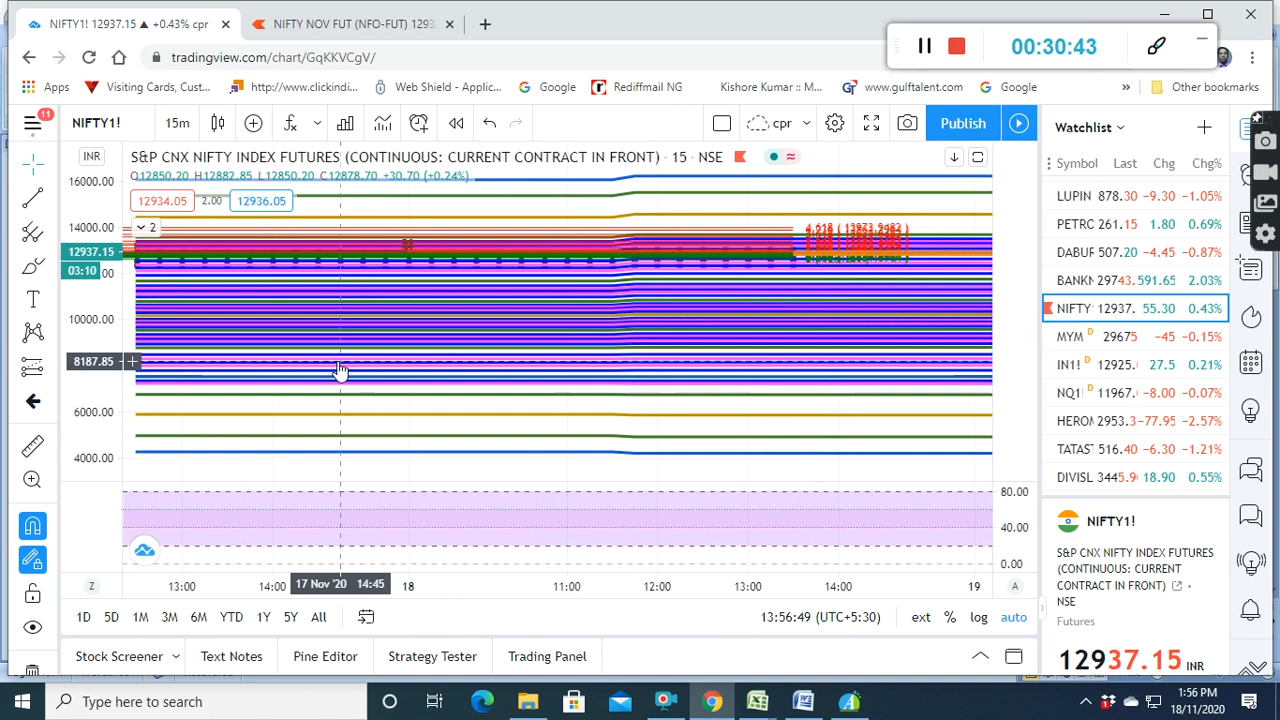 NIFTY1! 12937.15 ▲ +0.43% cpr
NIFTY NOV FUT (NFO-FUT) 1293
00:30:43
tradingview.com/chart/GqKKVCgV/
Apps
Visiting Cards, Cust...
http://www.clickindi...
Web Shield - Applic...
Google
Rediffmail NG
Kishore Kumar :: M...
www.gulftalent.com
Google
»
Other bookmarks
11
NIFTY1!
15m
cpr
Publish
INR
S&P CNX NIFTY INDEX FUTURES (CONTINUOUS: CURRENT CONTRACT IN FRONT) · 15 · NSE
O12850.20 H12882.85 L12850.20 C12878.70 +30.70 (+0.24%)
12934.05
2.00
12936.05
2
16000.00
14000.00
12937.15
03:10
10000.00
8187.85
6000.00
4000.00
80.00
40.00
0.00
Z
13:00
14:00
17 Nov '20 14:45
18
11:00
12:00
13:00
14:00
19
A
1D
5D
1M
3M
6M
YTD
1Y
5Y
All
13:56:49 (UTC+5:30)
ext
%
log
auto
Stock Screener
Text Notes
Pine Editor
Strategy Tester
Trading Panel
Watchlist
Symbol Last Chg Chg%
LUPIN 878.30 -9.30 -1.05%
PETRC 261.15 1.80 0.69%
DABUF 507.20 -4.45 -0.87%
BANKN 29743. 591.65 2.03%
NIFTY 12937. 55.30 0.43%
MYM D 29675 -45 -0.15%
IN1! D 12925. 27.5 0.21%
NQ1 D 11967. -8.00 -0.07%
HEROM 2953.3 -77.95 -2.57%
TATAST 516.40 -6.30 -1.21%
DIVISL 3445.90 18.90 0.55%
NIFTY1!
S&P CNX NIFTY INDEX FUTURES
(CONTINUOUS: CURRENT
CONTRACT IN FRONT)
NSE
Futures
12937.15 INR
Type here to search
1:56 PM
18/11/2020